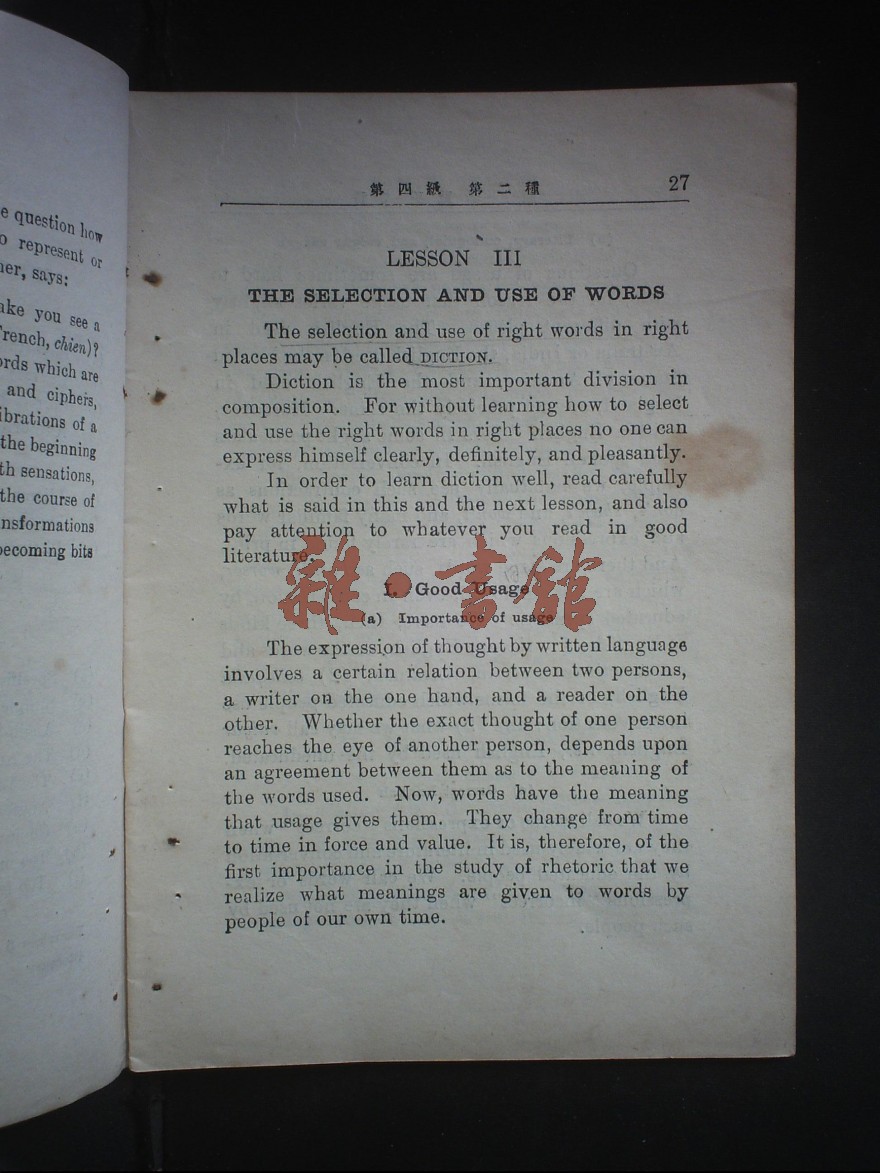 e question how
o represent or
ner, says:
ake you see a
French, chien)?
ords which are
and ciphers,
ibrations of a
the beginning
th sensations,
the course of
nsformations
becoming bits
第四級 第二種 27
LESSON III
THE SELECTION AND USE OF WORDS
The selection and use of right words in right
places may be called DICTION.
Diction is the most important division in
composition. For without learning how to select
and use the right words in right places no one can
express himself clearly, definitely, and pleasantly.
In order to learn diction well, read carefully
what is said in this and the next lesson, and also
pay attention to whatever you read in good
literature.
I. Good Usage
(a) Importance of usage
The expression of thought by written language
involves a certain relation between two persons,
a writer on the one hand, and a reader on the
other. Whether the exact thought of one person
reaches the eye of another person, depends upon
an agreement between them as to the meaning of
the words used. Now, words have the meaning
that usage gives them. They change from time
to time in force and value. It is, therefore, of the
first importance in the study of rhetoric that we
realize what meanings are given to words by
people of our own time.
雜·書館